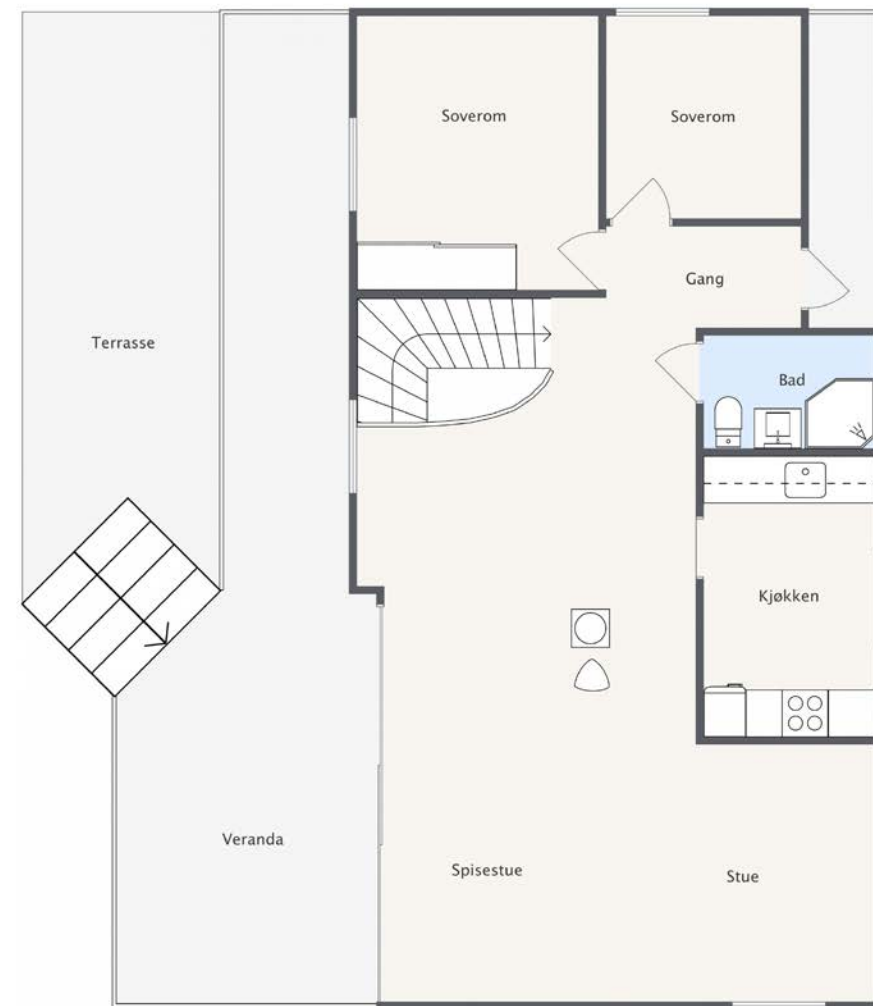 Soverom
Soverom
Gang
Terrasse
Bad
Kjøkken
Veranda
Spisestue
Stue